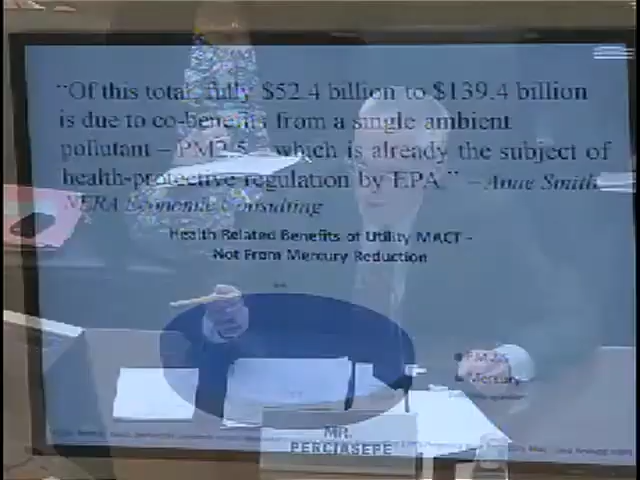 "Of this total, fully $52.4 billion to $139.4 billion
is due to co-benefits from a single ambient
pollutant – PM2.5 – which is already the subject of
health-protective regulation by EPA." – Anne Smith,
NERA Economic Consulting
Health Related Benefits of Utility MACT –
Not From Mercury Reduction
PM 2.5
Mercury
MR.
PERCIASEPE